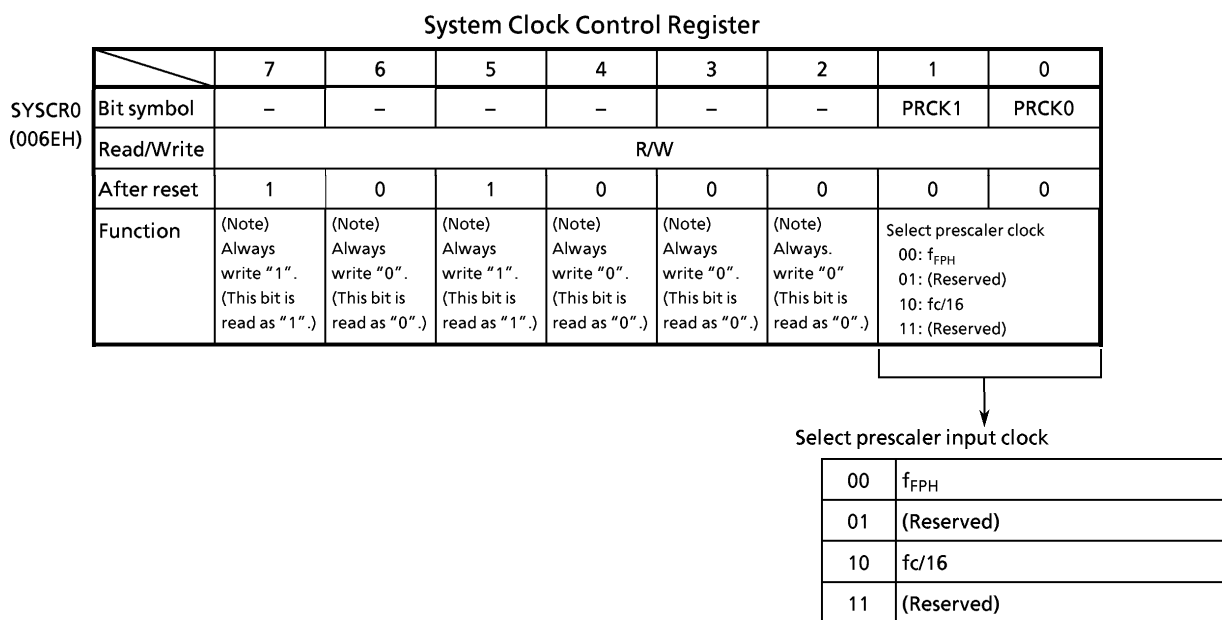 System Clock Control Register
7 6 5 4 3 2 1 0
SYSCR0
(006EH)
Bit symbol – – – – – – PRCK1 PRCK0
Read/Write R/W
After reset 1 0 1 0 0 0 0 0
Function
(Note)
Always
write "1".
(This bit is
read as "1".)
(Note)
Always
write "0".
(This bit is
read as "0".)
(Note)
Always
write "1".
(This bit is
read as "1".)
(Note)
Always
write "0".
(This bit is
read as "0".)
(Note)
Always
write "0".
(This bit is
read as "0".)
(Note)
Always.
write "0"
(This bit is
read as "0".)
Select prescaler clock
00: fFPH
01: (Reserved)
10: fc/16
11: (Reserved)
Select prescaler input clock
00 fFPH
01 (Reserved)
10 fc/16
11 (Reserved)